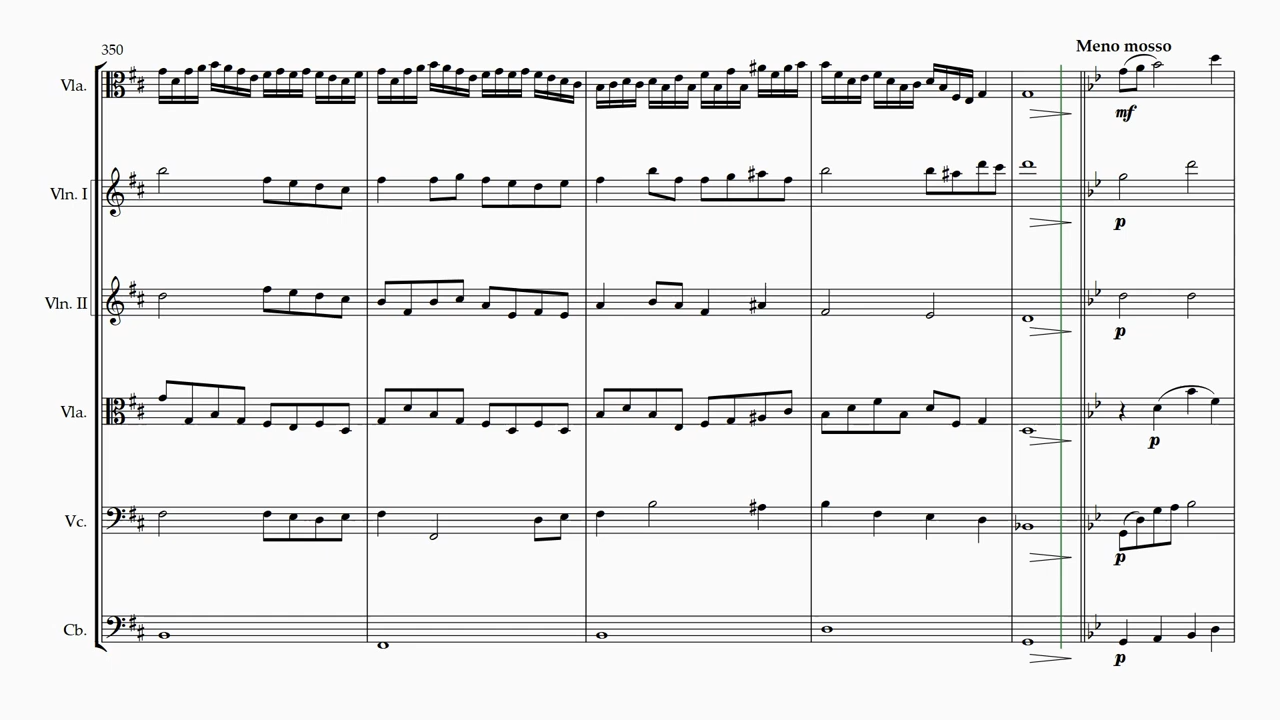 350
Meno mosso
Vla.
mf
Vln. I
p
Vln. II
p
Vla.
p
Vc.
p
Cb.
p